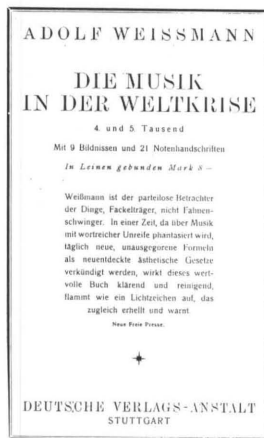 ADOLF WEISSMANN
DIE MUSIK
IN DER WELTKRISE
4. und 5. Tausend
Mit 9 Bildnissen und 21 Notenhandschriften
In Leinen gebunden Mark 8 —
Weißmann ist der parteilose Betrachter
der Dinge, Fackelträger, nicht Fahnen-
schwinger. In einer Zeit, da über Musik
mit wortreicher Unreife phantasiert wird,
täglich neue, unausgegorene Formeln
als neuentdeckte ästhetische Gesetze
verkündigt werden, wirkt dieses wert-
volle Buch klärend und reinigend,
flammt wie ein Lichtzeichen auf, das
zugleich erhellt und warnt.
Neue Freie Presse.
DEUTSCHE VERLAGS-ANSTALT
STUTTGART